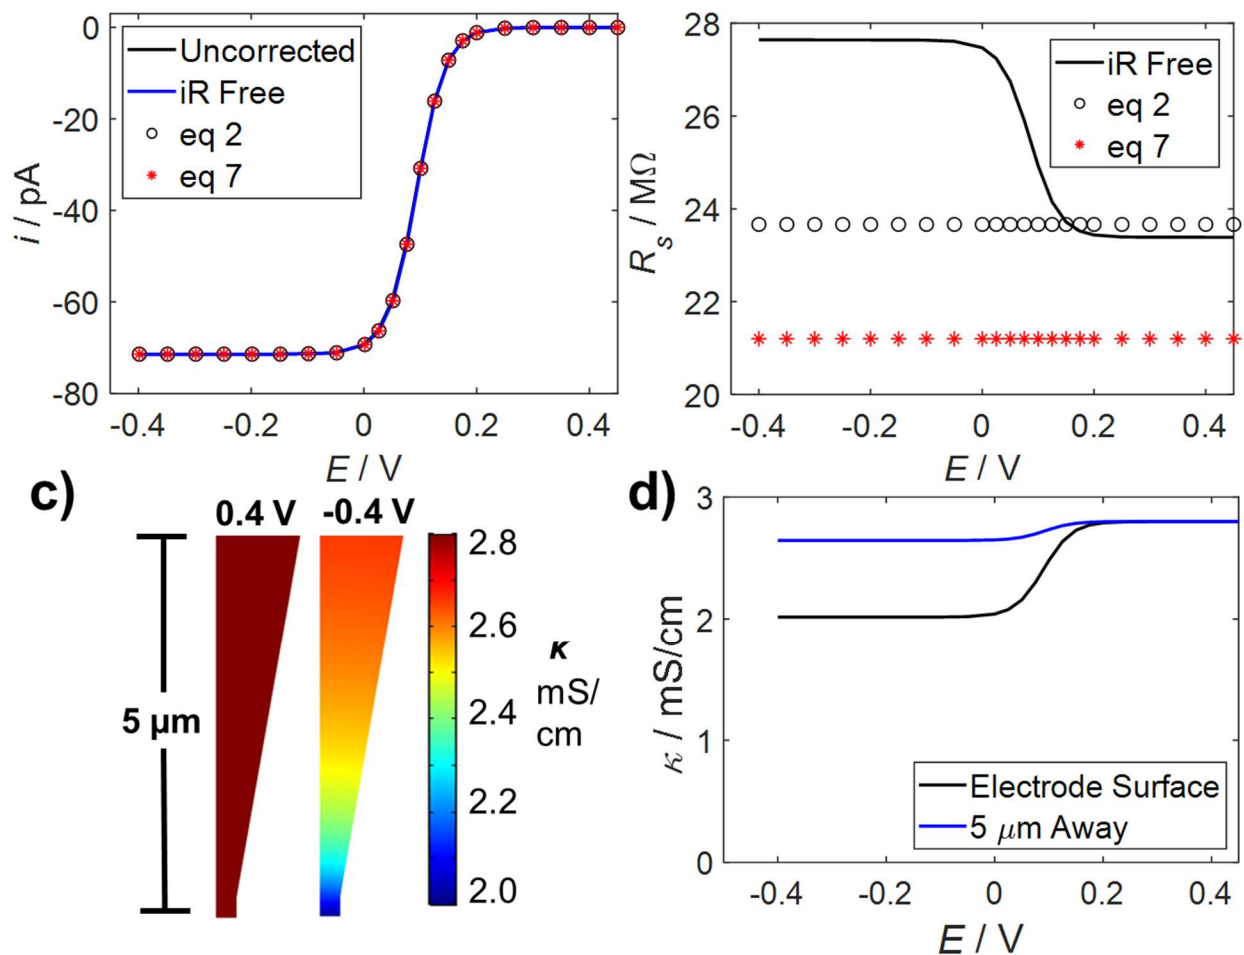 0
-20
-40
-60
-80
i / pA
Uncorrected
iR Free
eq 2
eq 7
-0.4
-0.2
0
0.2
0.4
E / V
28
26
24
22
20
R_s / MΩ
iR Free
eq 2
eq 7
-0.4
-0.2
0
0.2
0.4
E / V
c)
0.4 V
-0.4 V
5 µm
2.8
2.6
2.4
2.2
2.0
κ
mS/
cm
d)
3
2
1
0
κ / mS/cm
Electrode Surface
5 μm Away
-0.4
-0.2
0
0.2
0.4
E / V